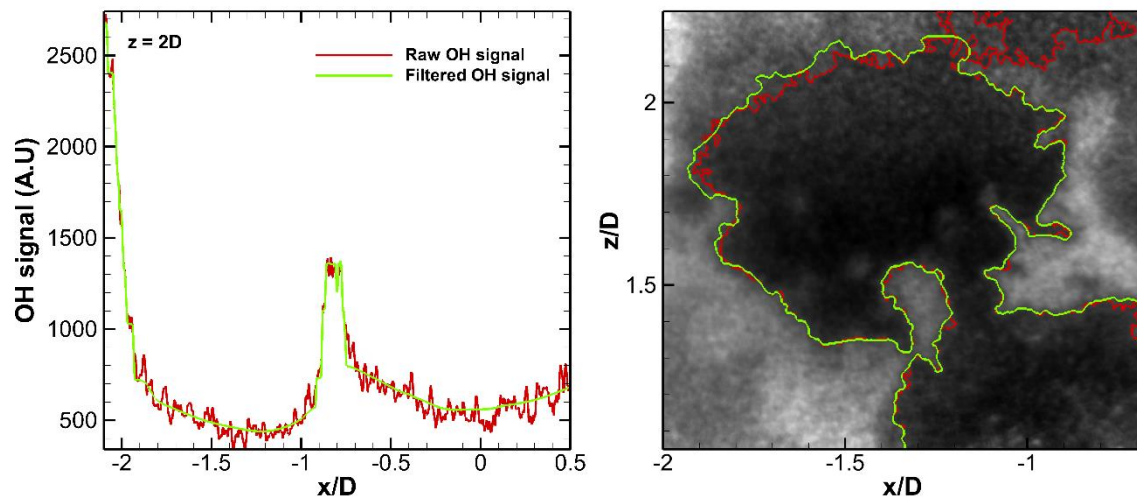 z = 2D
Raw OH signal
Filtered OH signal
OH signal (A.U)
2500
2000
1500
1000
500
-2
-1.5
-1
-0.5
0
0.5
x/D
z/D
2
1.5
-2
-1.5
-1
x/D